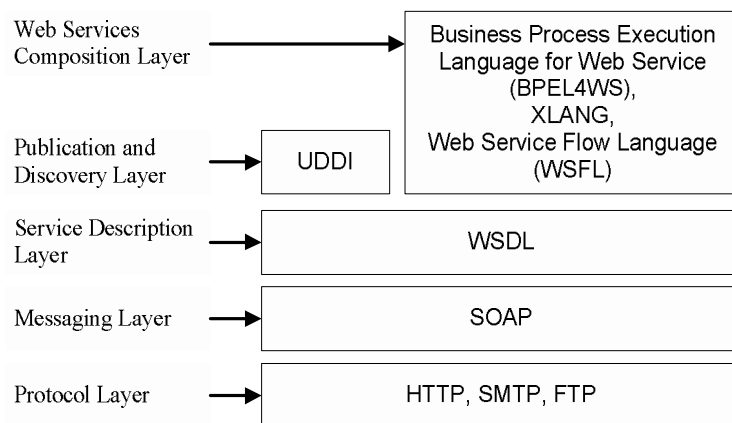 Web Services
Composition Layer
Business Process Execution
Language for Web Service
(BPEL4WS),
XLANG,
Web Service Flow Language
(WSFL)
Publication and
Discovery Layer
UDDI
Service Description
Layer
WSDL
Messaging Layer
SOAP
Protocol Layer
HTTP, SMTP, FTP